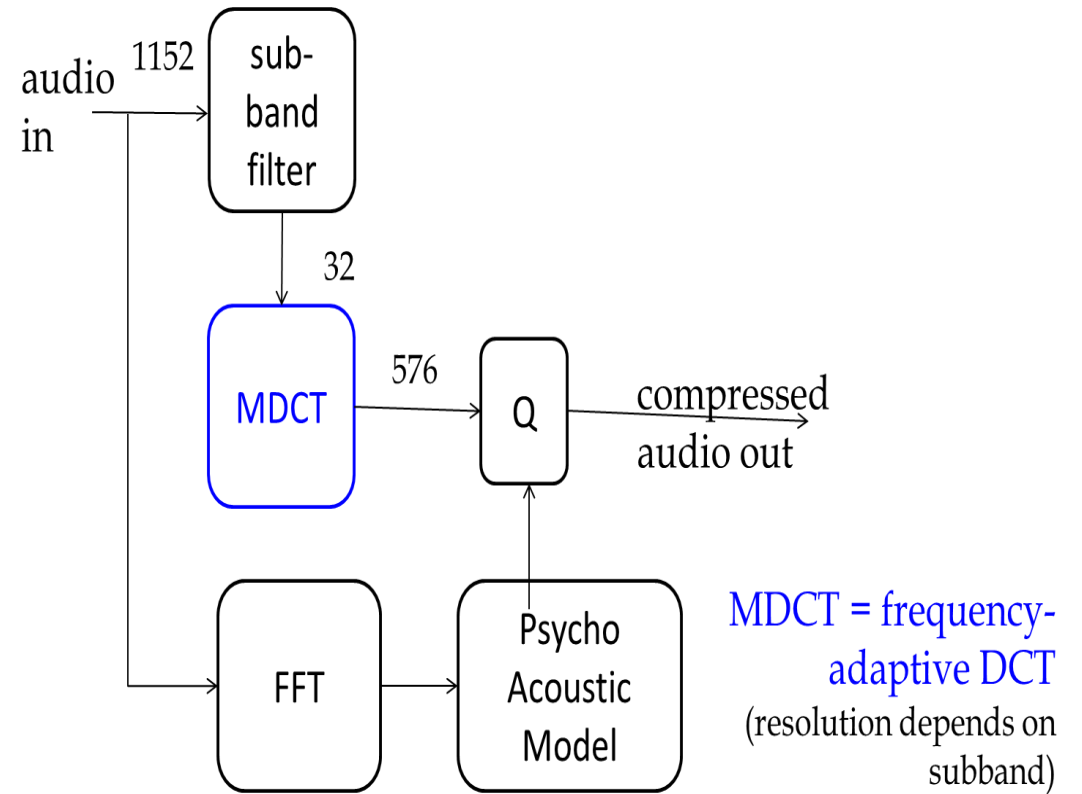 audio
in
1152
sub-
band
filter
32
MDCT
576
Q
compressed
audio out
FFT
Psycho
Acoustic
Model
MDCT = frequency-
adaptive DCT
(resolution depends on
subband)